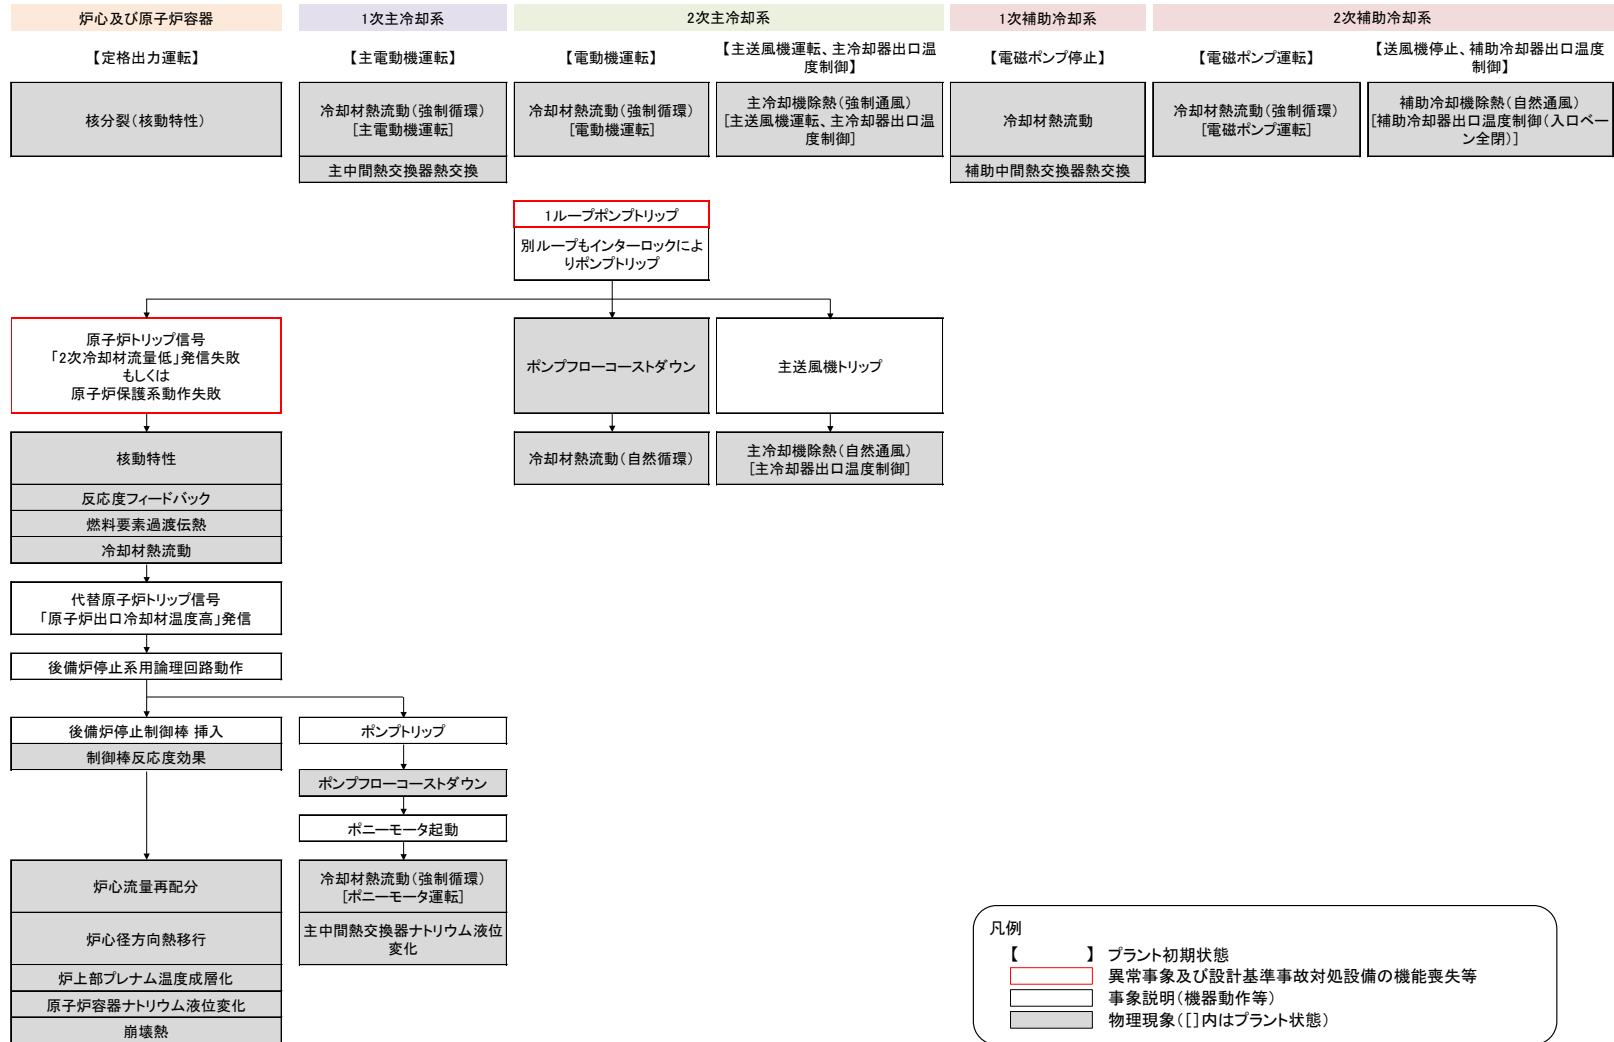 炉心及び原子炉容器
1次主冷却系
2次主冷却系
1次補助冷却系
2次補助冷却系
【定格出力運転】
【主電動機運転】
【電動機運転】
【主送風機運転、主冷却器出口温
度制御】
【電磁ポンプ停止】
【電磁ポンプ運転】
【送風機停止、補助冷却器出口温度
制御】
核分裂(核動特性)
冷却材熱流動(強制循環)
[主電動機運転]
冷却材熱流動(強制循環)
[電動機運転]
主冷却機除熱(強制通風)
[主送風機運転、主冷却器出口温
度制御]
冷却材熱流動
冷却材熱流動(強制循環)
[電磁ポンプ運転]
補助冷却機除熱(自然通風)
[補助冷却器出口温度制御(入口ベー
ン全閉)]
主中間熱交換器熱交換
補助中間熱交換器熱交換
1ループポンプトリップ
別ループもインターロックによ
りポンプトリップ
原子炉トリップ信号
「2次冷却材流量低」発信失敗
もしくは
原子炉保護系動作失敗
ポンプフローコーストダウン
主送風機トリップ
核動特性
冷却材熱流動(自然循環)
主冷却機除熱(自然通風)
[主冷却器出口温度制御]
反応度フィードバック
燃料要素過渡伝熱
冷却材熱流動
代替原子炉トリップ信号
「原子炉出口冷却材温度高」発信
後備炉停止系用論理回路動作
後備炉停止制御棒 挿入
ポンプトリップ
制御棒反応度効果
ポンプフローコーストダウン
ポニーモータ起動
炉心流量再配分
冷却材熱流動(強制循環)
[ポニーモータ運転]
炉心径方向熱移行
主中間熱交換器ナトリウム液位
変化
炉上部プレナム温度成層化
原子炉容器ナトリウム液位変化
崩壊熱
凡例
【 】 プラント初期状態
異常事象及び設計基準事故対処設備の機能喪失等
事象説明(機器動作等)
物理現象([]内はプラント状態)